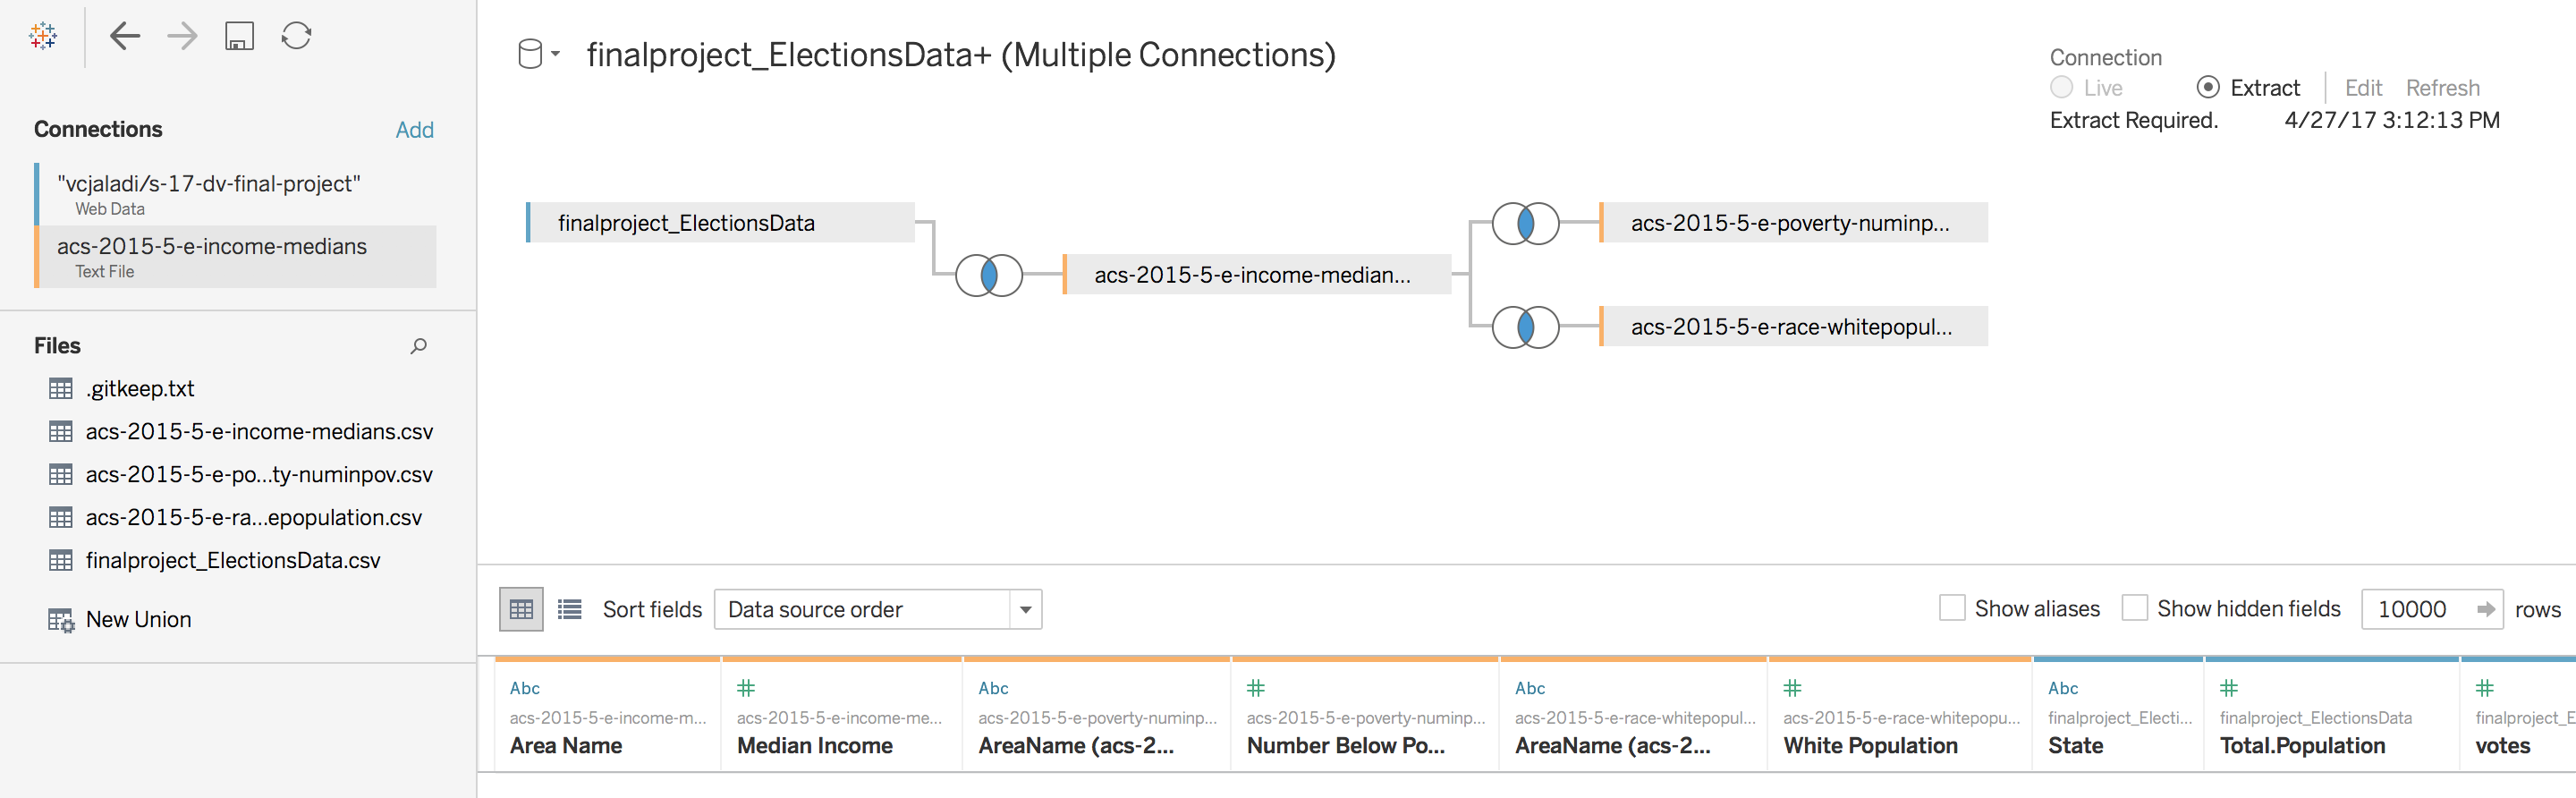 finalproject_ElectionsData+ (Multiple Connections)
Connection
Live Extract Edit Refresh
Extract Required. 4/27/17 3:12:13 PM
Connections Add
"vcjaladi/s-17-dv-final-project"
Web Data
acs-2015-5-e-income-medians
Text File
Files
.gitkeep.txt
acs-2015-5-e-income-medians.csv
acs-2015-5-e-po...ty-numinpov.csv
acs-2015-5-e-ra...epopulation.csv
finalproject_ElectionsData.csv
New Union
finalproject_ElectionsData
acs-2015-5-e-income-median...
acs-2015-5-e-poverty-numinp...
acs-2015-5-e-race-whitepopul...
Sort fields Data source order Show aliases Show hidden fields 10000 rows
Abc # Abc # Abc # Abc # #
acs-2015-5-e-income-m... acs-2015-5-e-income-me... acs-2015-5-e-poverty-numinp... acs-2015-5-e-poverty-numinp... acs-2015-5-e-race-whitepopul... acs-2015-5-e-race-whitepopu... finalproject_Electi... finalproject_ElectionsData finalproject_E
Area Name Median Income AreaName (acs-2... Number Below Po... AreaName (acs-2... White Population State Total.Population votes